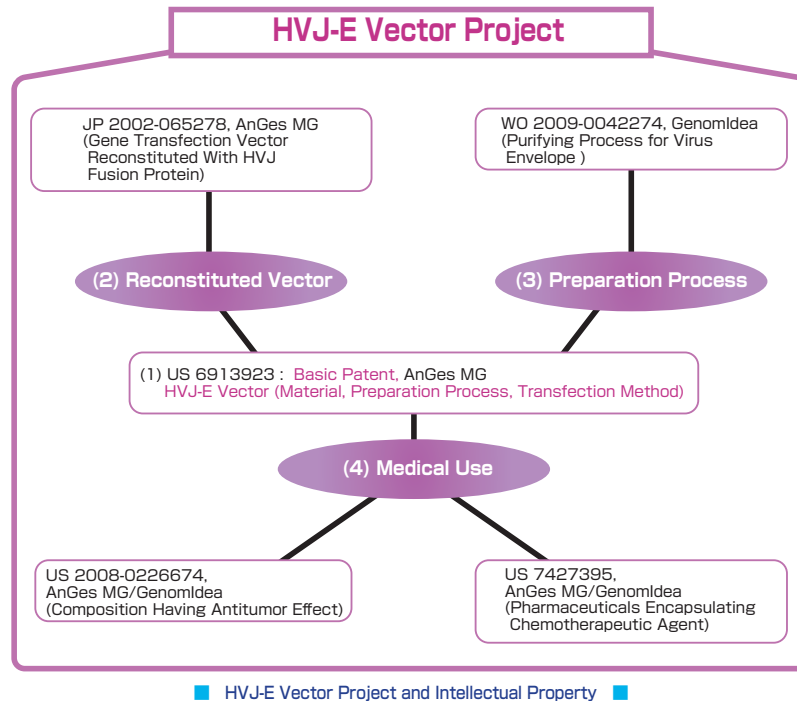 HVJ-E Vector Project
JP 2002-065278, AnGes MG
(Gene Transfection Vector
Reconstituted With HVJ
Fusion Protein)
WO 2009-0042274, GenomIdea
(Purifying Process for Virus
Envelope )
(2) Reconstituted Vector
(3) Preparation Process
(1) US 6913923 : Basic Patent, AnGes MG
HVJ-E Vector (Material, Preparation Process, Transfection Method)
(4) Medical Use
US 2008-0226674,
AnGes MG/GenomIdea
(Composition Having Antitumor Effect)
US 7427395,
AnGes MG/GenomIdea
(Pharmaceuticals Encapsulating
Chemotherapeutic Agent)
HVJ-E Vector Project and Intellectual Property